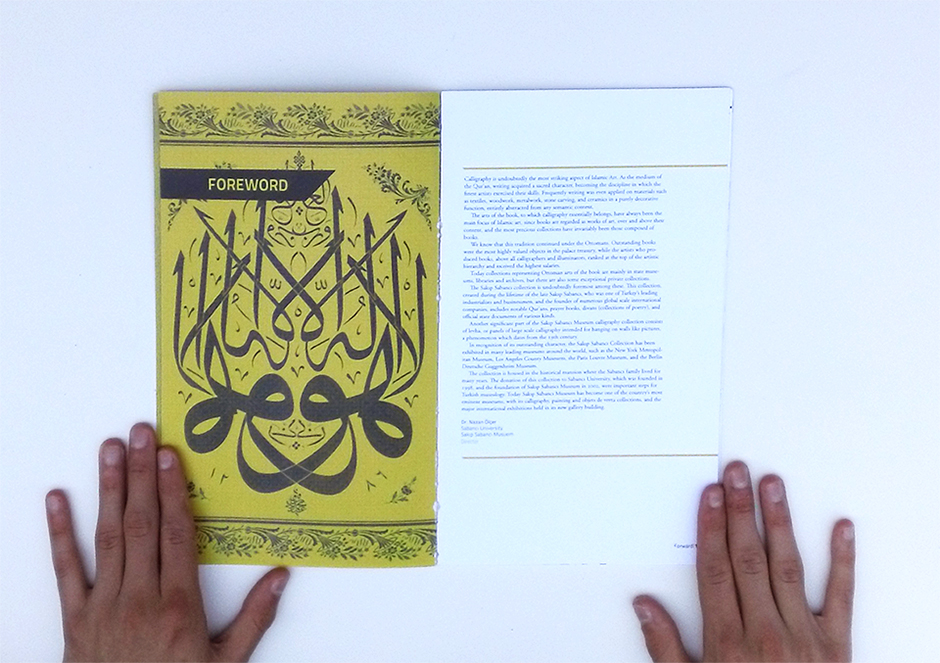 FOREWORD
Calligraphy is undoubtedly the most striking aspect of Islamic Art. As the medium of
the Qur'an, writing acquired a sacred character, becoming the discipline in which the
finest artists exercised their skills. Frequently writing was even applied on materials such
as textiles, woodwork, metalwork, stone carving, and ceramics in a purely decorative
function, entirely abstracted from any semantic content.
The arts of the book, to which calligraphy essentially belongs, have always been the
main focus of Islamic art, since books are regarded as works of art, over and above their
content, and the most precious collections have invariably been those composed of
books.
We know that this tradition continued under the Ottomans. Outstanding books
were the most highly valued objects in the palace treasury, while the artists who pro-
duced books, above all calligraphers and illuminators, ranked at the top of the artistic
hierarchy and received the highest salaries.
Today collections representing Ottoman arts of the book are mainly in state muse-
ums, libraries and archives, but there are also some exceptional private collections.
The Sakıp Sabancı collection is undoubtedly foremost among these. This collection,
created during the lifetime of the late Sakıp Sabancı, who was one of Turkey's leading
industrialists and businessmen, and the founder of numerous global scale international
companies, includes notably Qur'ans, prayer books, divans (collections of poetry), and
official state documents of various kinds.
Another significant part of the Sakıp Sabancı Museum calligraphy collection consists
of levha, or panels of large scale calligraphy intended for hanging on walls like pictures,
a phenomenon which dates from the 19th century.
In recognition of its outstanding character, the Sakıp Sabancı Collection has been
exhibited in many leading museums around the world, such as the New York Metropol-
itan Museum, Los Angeles County Museum, the Paris Louvre Museum, and the Berlin
Deutsche Guggenheim Museum.
The collection is housed in the historical mansion where the Sabancı family lived for
many years. The donation of this collection to Sabancı University, which was founded in
1998, and the foundation of Sakıp Sabancı Museum in 2002, were important steps for
Turkish museology. Today Sakıp Sabancı Museum has become one of the country's most
eminent museums, with its calligraphy, painting and objets de vertu collections, and the
major international exhibitions held in its new gallery building.
Dr. Nazan Ölçer
Sabancı University
Sakıp Sabancı Museum
Director
Foreword